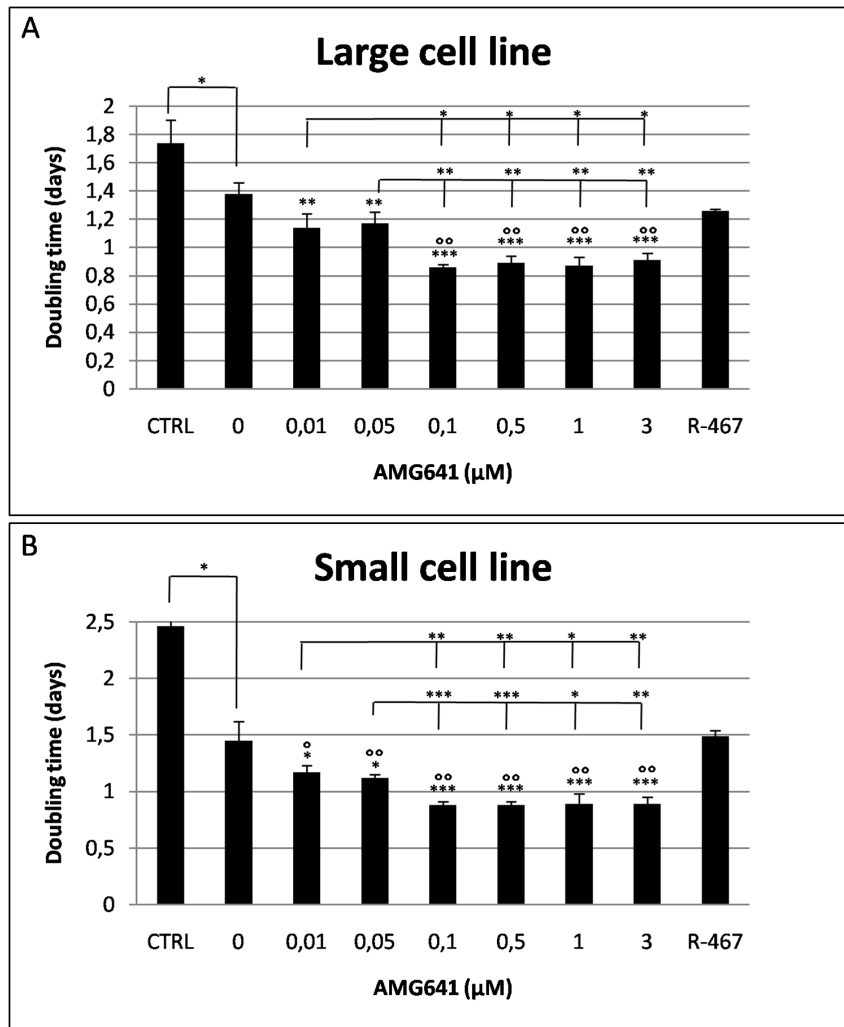 A
Large cell line
*
* * * *
** ** ** **
** **
°° °° °° °°
*** *** *** ***
2
1,8
1,6
1,4
1,2
1
0,8
0,6
0,4
0,2
0
Doubling time (days)
CTRL 0 0,01 0,05 0,1 0,5 1 3 R-467
AMG641 (µM)
B
Small cell line
*
** ** * **
*** *** * **
° °° °° °° °° °°
* * *** *** *** ***
2,5
2
1,5
1
0,5
0
Doubling time (days)
CTRL 0 0,01 0,05 0,1 0,5 1 3 R-467
AMG641 (µM)